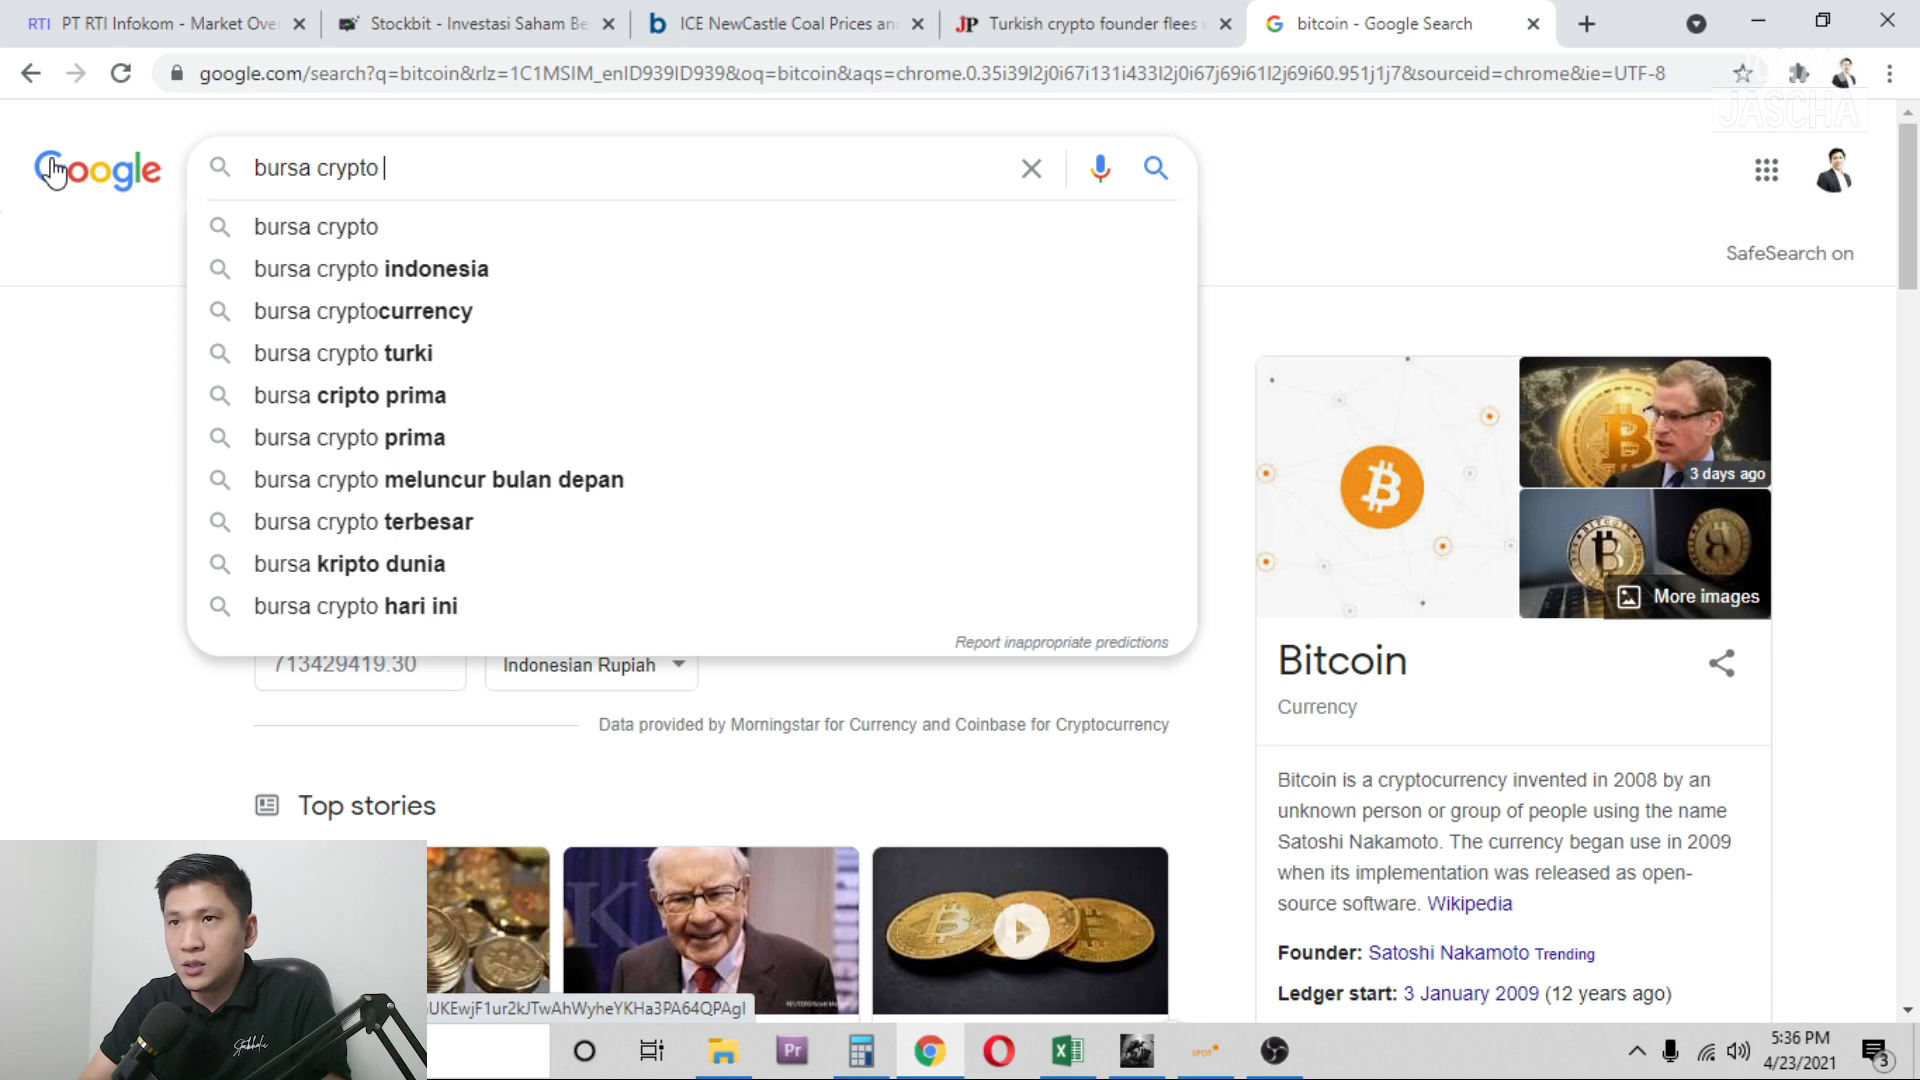 RTI PT RTI Infokom - Market Over
Stockbit - Investasi Saham Be
b ICE NewCastle Coal Prices an
JP Turkish crypto founder flees
bitcoin - Google Search
google.com/search?q=bitcoin&rlz=1C1MSIM_enID939ID939&oq=bitcoin&aqs=chrome.0.35i39l2j0i67i131i433l2j0i67j69i61l2j69i60.951j1j7&sourceid=chrome&ie=UTF-8
JASCHA
Google
bursa crypto
SafeSearch on
bursa crypto
bursa crypto indonesia
bursa cryptocurrency
bursa crypto turki
bursa cripto prima
bursa crypto prima
bursa crypto meluncur bulan depan
bursa crypto terbesar
bursa kripto dunia
bursa crypto hari ini
Report inappropriate predictions
713429419.30
Indonesian Rupiah
Data provided by Morningstar for Currency and Coinbase for Cryptocurrency
Top stories
3 days ago
More images
Bitcoin
Currency
Bitcoin is a cryptocurrency invented in 2008 by an
unknown person or group of people using the name
Satoshi Nakamoto. The currency began use in 2009
when its implementation was released as open-
source software. Wikipedia
Founder: Satoshi Nakamoto Trending
Ledger start: 3 January 2009 (12 years ago)
UKEwjF1ur2kJTwAhWyheYKHa3PA64QPAgI
Stockholic
Pr
SPOT
5:36 PM
4/23/2021
3